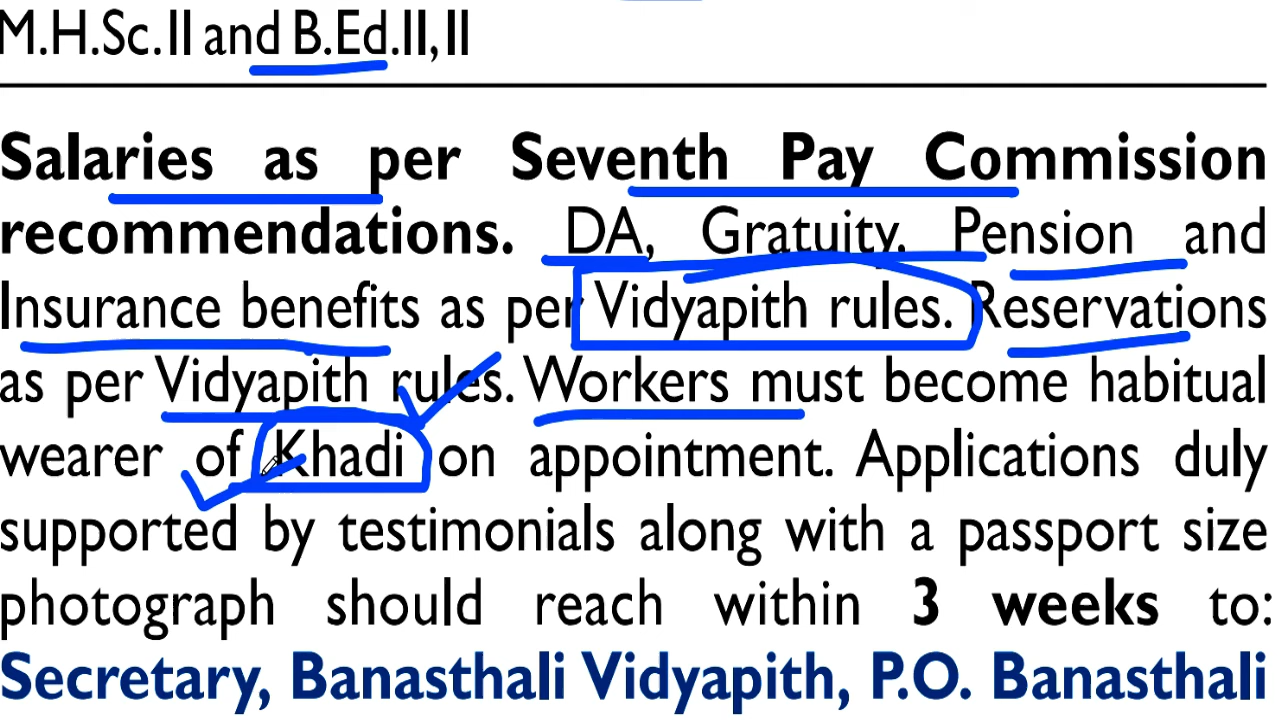 M.H.Sc.II and B.Ed.II, II
Salaries as per Seventh Pay Commission
recommendations. DA, Gratuity, Pension and
Insurance benefits as per Vidyapith rules. Reservations
as per Vidyapith rules. Workers must become habitual
wearer of Khadi on appointment. Applications duly
supported by testimonials along with a passport size
photograph should reach within 3 weeks to:
Secretary, Banasthali Vidyapith, P.O. Banasthali